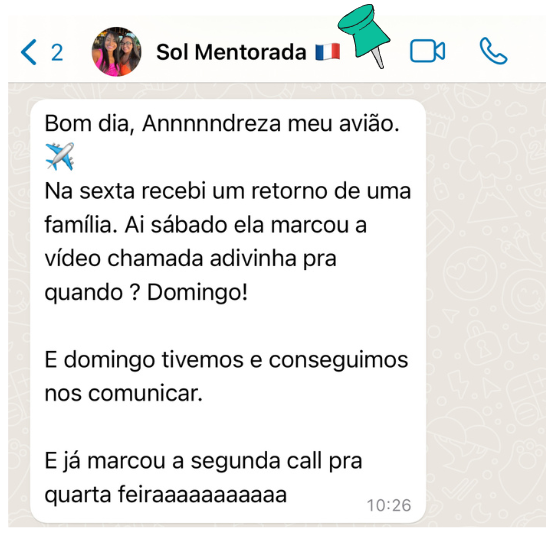 2 Sol Mentorada 🇫🇷
Bom dia, Annnnndreza meu avião.
✈️
Na sexta recebi um retorno de uma
família. Ai sábado ela marcou a
vídeo chamada adivinha pra
quando ? Domingo!
E domingo tivemos e conseguimos
nos comunicar.
E já marcou a segunda call pra
quarta feiraaaaaaaaaaa
10:26